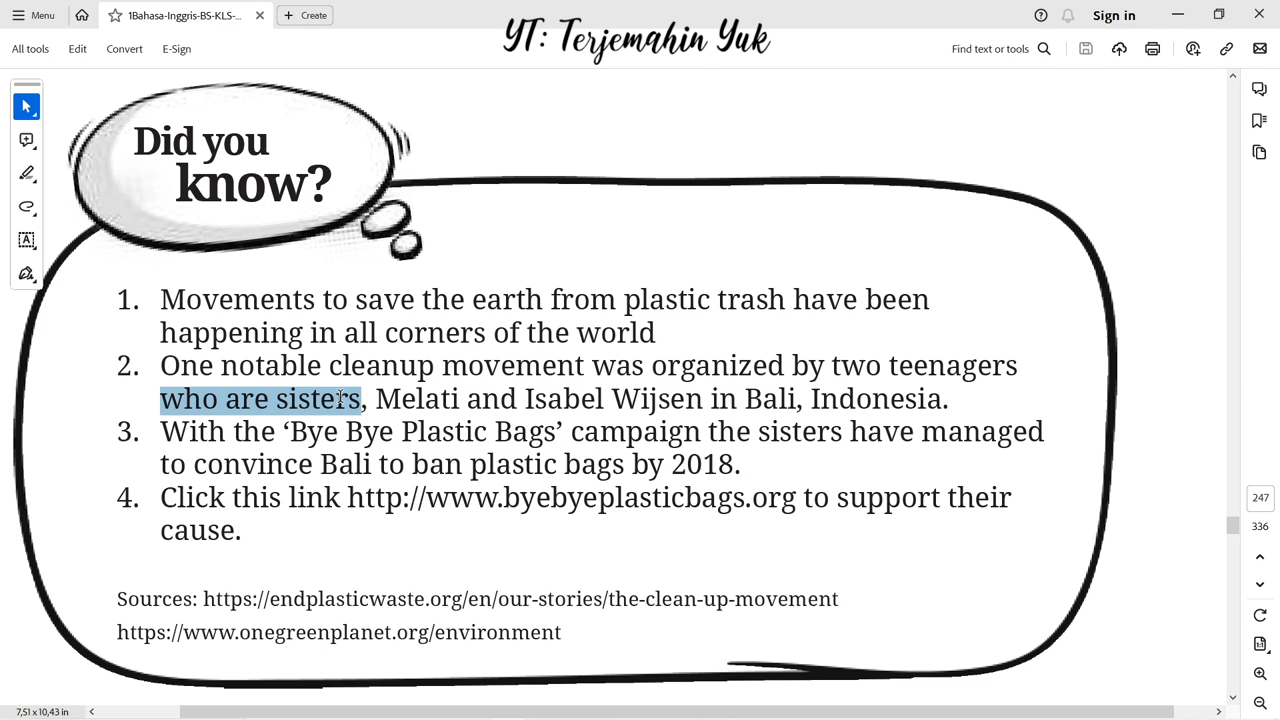 Menu
1Bahasa-Inggris-BS-KLS-...
Create
Sign in
YT: Terjemahin Yuk
All tools Edit Convert E-Sign
Find text or tools
Did you
know?
1. Movements to save the earth from plastic trash have been
happening in all corners of the world
2. One notable cleanup movement was organized by two teenagers
who are sisters, Melati and Isabel Wijsen in Bali, Indonesia.
3. With the ‘Bye Bye Plastic Bags’ campaign the sisters have managed
to convince Bali to ban plastic bags by 2018.
4. Click this link http://www.byebyeplasticbags.org to support their
cause.
Sources: https://endplasticwaste.org/en/our-stories/the-clean-up-movement
https://www.onegreenplanet.org/environment
247
336
7,51 x 10,43 in